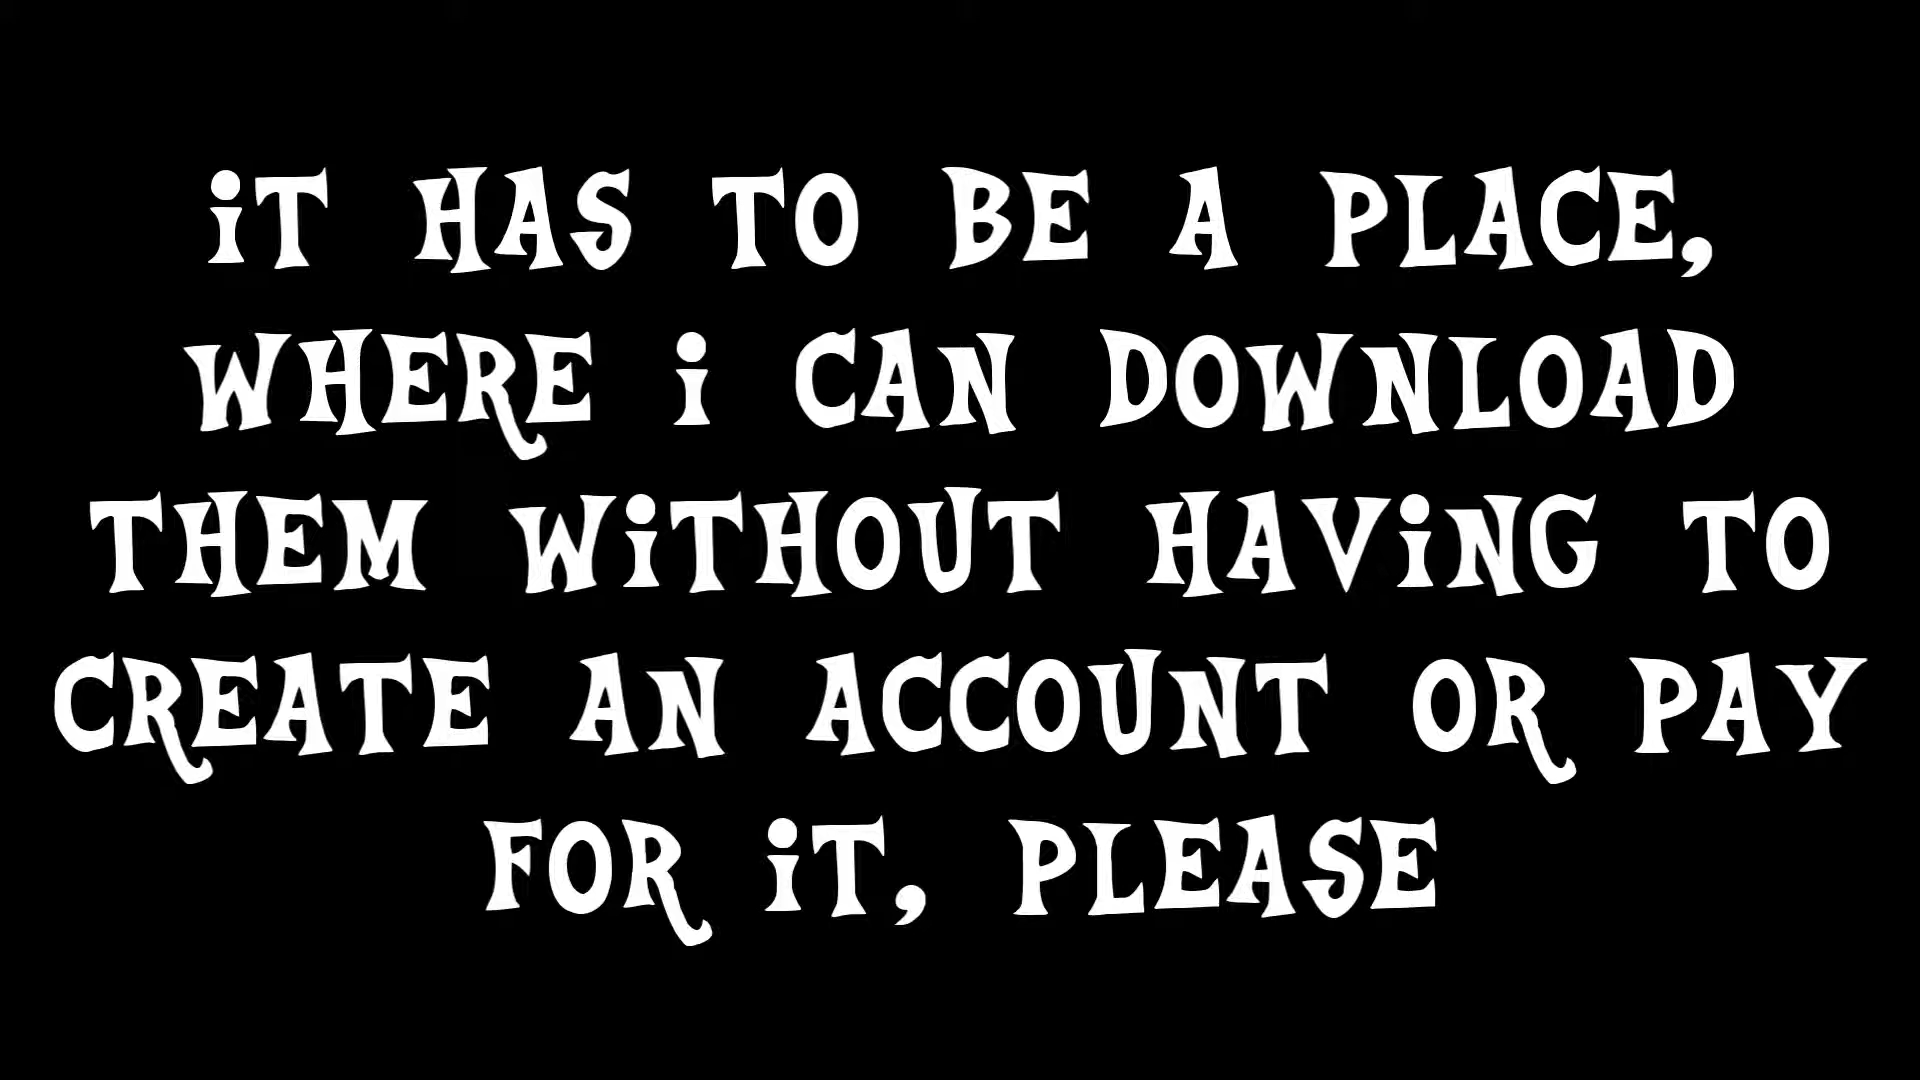 iT HAS TO BE A PLACE,
WHERE i CAN DOWNLOAD
THEM WiTHOUT HAViNG TO
CREATE AN ACCOUNT OR PAY
FOR iT, PLEASE